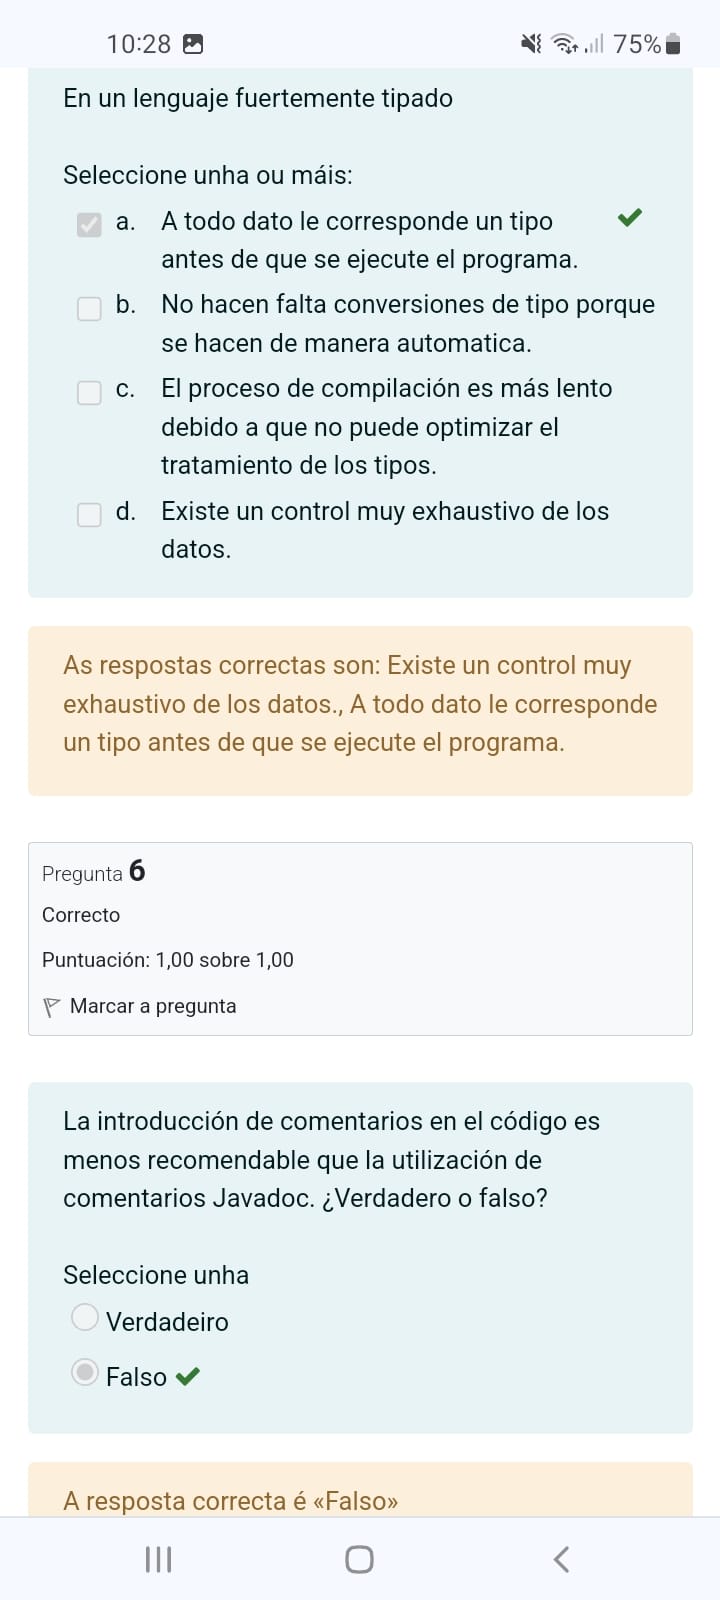 10:28
75%
En un lenguaje fuertemente tipado
Seleccione unha ou máis:
a. A todo dato le corresponde un tipo
antes de que se ejecute el programa.
b. No hacen falta conversiones de tipo porque
se hacen de manera automatica.
c. El proceso de compilación es más lento
debido a que no puede optimizar el
tratamiento de los tipos.
d. Existe un control muy exhaustivo de los
datos.
As respostas correctas son: Existe un control muy
exhaustivo de los datos., A todo dato le corresponde
un tipo antes de que se ejecute el programa.
Pregunta 6
Correcto
Puntuación: 1,00 sobre 1,00
Marcar a pregunta
La introducción de comentarios en el código es
menos recomendable que la utilización de
comentarios Javadoc. ¿Verdadero o falso?
Seleccione unha
Verdadeiro
Falso
A resposta correcta é «Falso»